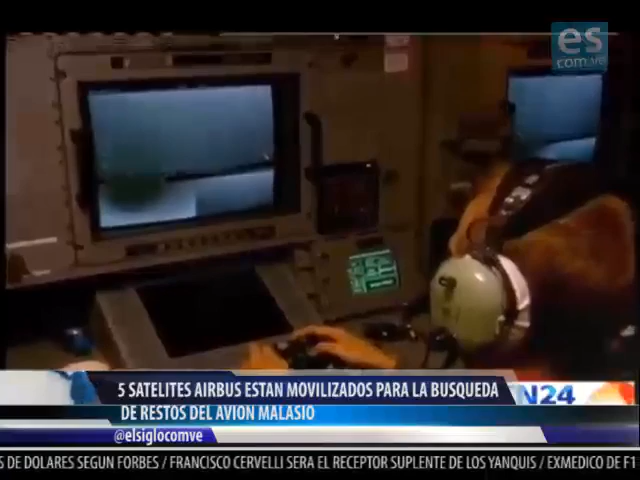 es
.com.ve
5 SATELITES AIRBUS ESTAN MOVILIZADOS PARA LA BUSQUEDA
DE RESTOS DEL AVION MALASIO
N24
@elsiglocomve
S DE DOLARES SEGUN FORBES / FRANCISCO CERVELLI SERA EL RECEPTOR SUPLENTE DE LOS YANQUIS / EXMEDICO DE F1